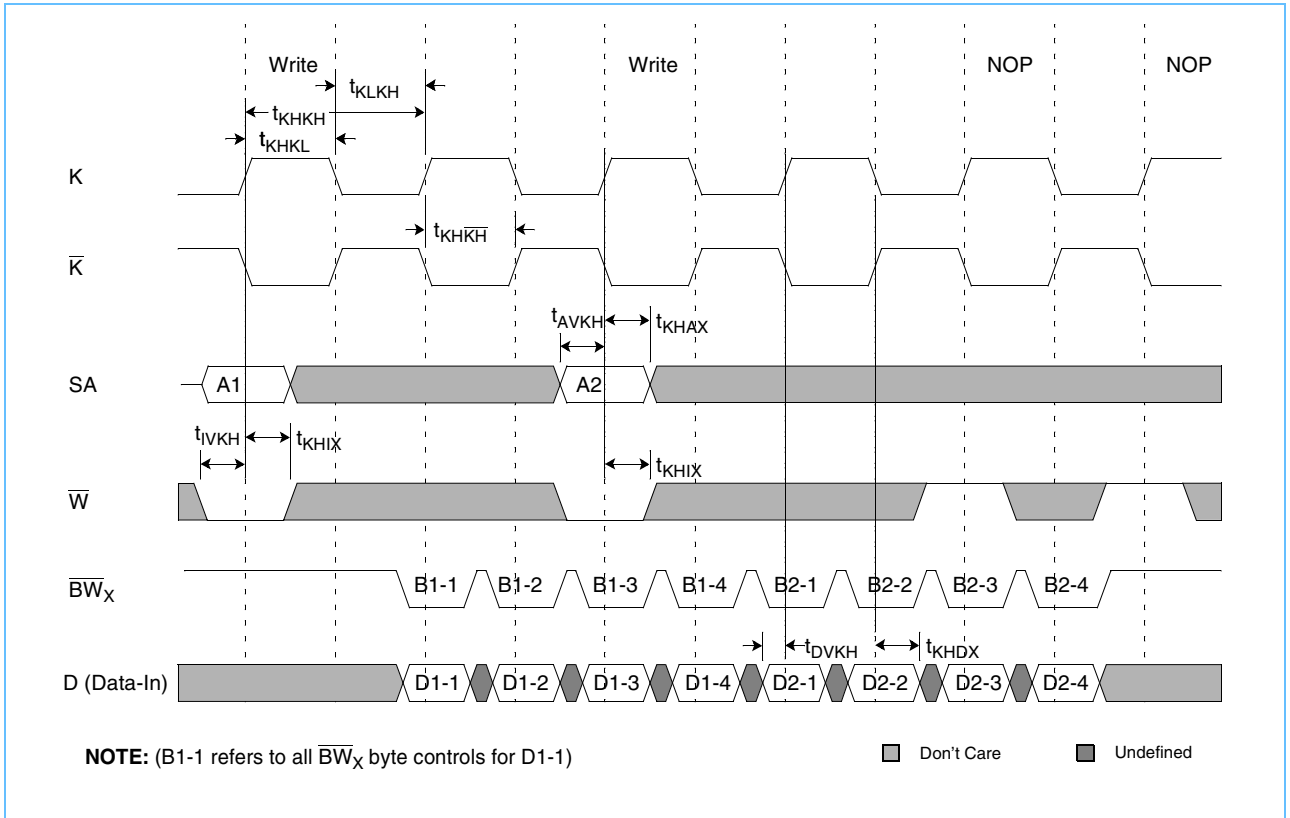 Write Write NOP NOP
tKLKH
tKHKH
tKHKL
K
tKHK̅H̅
K̅
tAVKH tKHAX
SA A1 A2
tIVKH tKHIX
tKHIX
W̅
B̅W̅X B1-1 B1-2 B1-3 B1-4 B2-1 B2-2 B2-3 B2-4
tDVKH tKHDX
D (Data-In) D1-1 D1-2 D1-3 D1-4 D2-1 D2-2 D2-3 D2-4
NOTE: (B1-1 refers to all B̅W̅X byte controls for D1-1) Don't Care Undefined